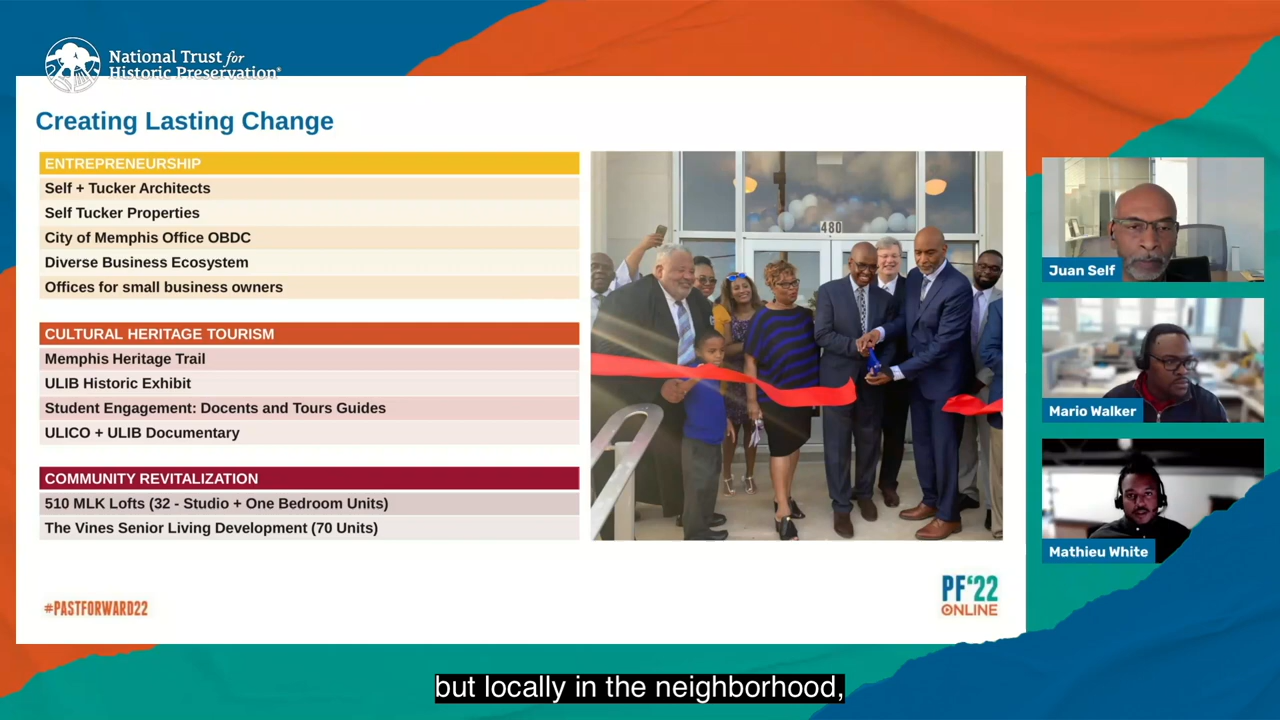 National Trust for
Historic Preservation®
Creating Lasting Change
ENTREPRENEURSHIP
Self + Tucker Architects
Self Tucker Properties
City of Memphis Office OBDC
Diverse Business Ecosystem
Offices for small business owners
CULTURAL HERITAGE TOURISM
Memphis Heritage Trail
ULIB Historic Exhibit
Student Engagement: Docents and Tours Guides
ULICO + ULIB Documentary
COMMUNITY REVITALIZATION
510 MLK Lofts (32 - Studio + One Bedroom Units)
The Vines Senior Living Development (70 Units)
480
Juan Self
Mario Walker
Mathieu White
#PASTFORWARD22
PF‘22
ONLINE
but locally in the neighborhood,